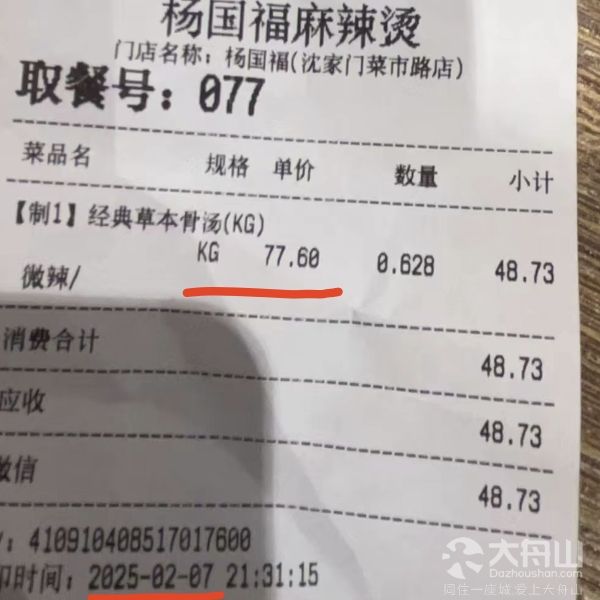 杨国福麻辣烫
门店名称：杨国福(沈家门菜市路店)
取餐号：077
菜品名 规格 单价 数量 小计
【制1】经典草本骨汤(KG)
KG 77.60 0.628 48.73
微辣/
消费合计 48.73
应收 48.73
微信 48.73
：410910408517017600
印时间：2025-02-07 21:31:15
大舟山
Dazhoushan.com
同住一座城,爱上大舟山